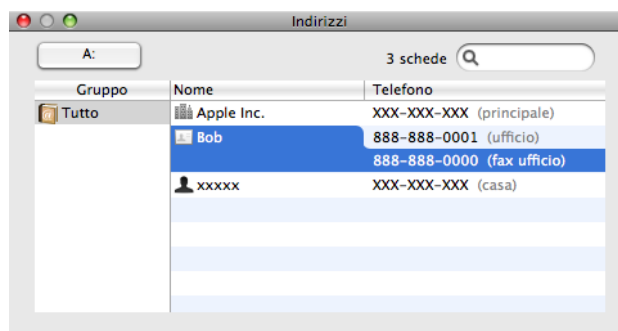 Indirizzi
A:
3 schede
Gruppo Nome Telefono
Tutto Apple Inc. XXX-XXX-XXX (principale)
Bob 888-888-0001 (ufficio)
888-888-0000 (fax ufficio)
xxxxx XXX-XXX-XXX (casa)